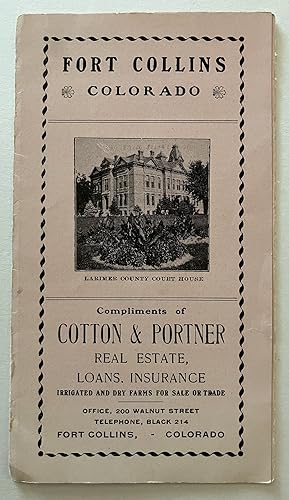 FORT COLLINS
COLORADO
LARIMER COUNTY COURT HOUSE
Compliments of
COTTON & PORTNER
REAL ESTATE,
LOANS, INSURANCE
IRRIGATED AND DRY FARMS FOR SALE OR TRADE
OFFICE, 200 WALNUT STREET
TELEPHONE, BLACK 214
FORT COLLINS, - COLORADO